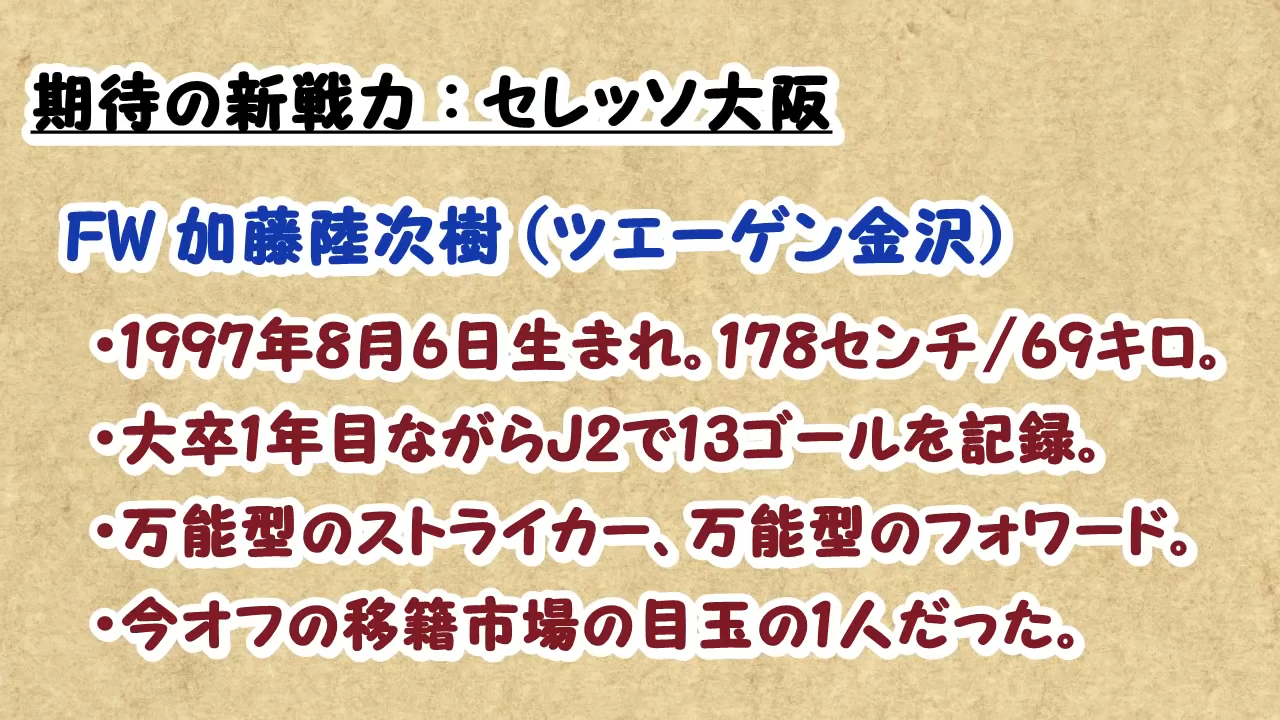 期待の新戦力：セレッソ大阪
FW 加藤陸次樹（ツエーゲン金沢）
・1997年8月6日生まれ。178センチ/69キロ。
・大卒1年目ながらJ2で13ゴールを記録。
・万能型のストライカー、万能型のフォワード。
・今オフの移籍市場の目玉の1人だった。